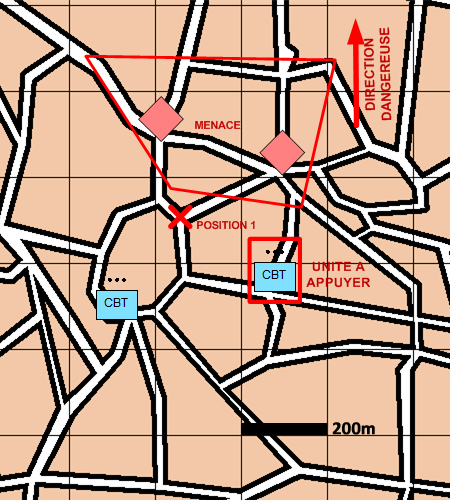 DIRECTION
DANGEREUSE
MENACE
POSITION 1
CBT
UNITE A
APPUYER
CBT
200m